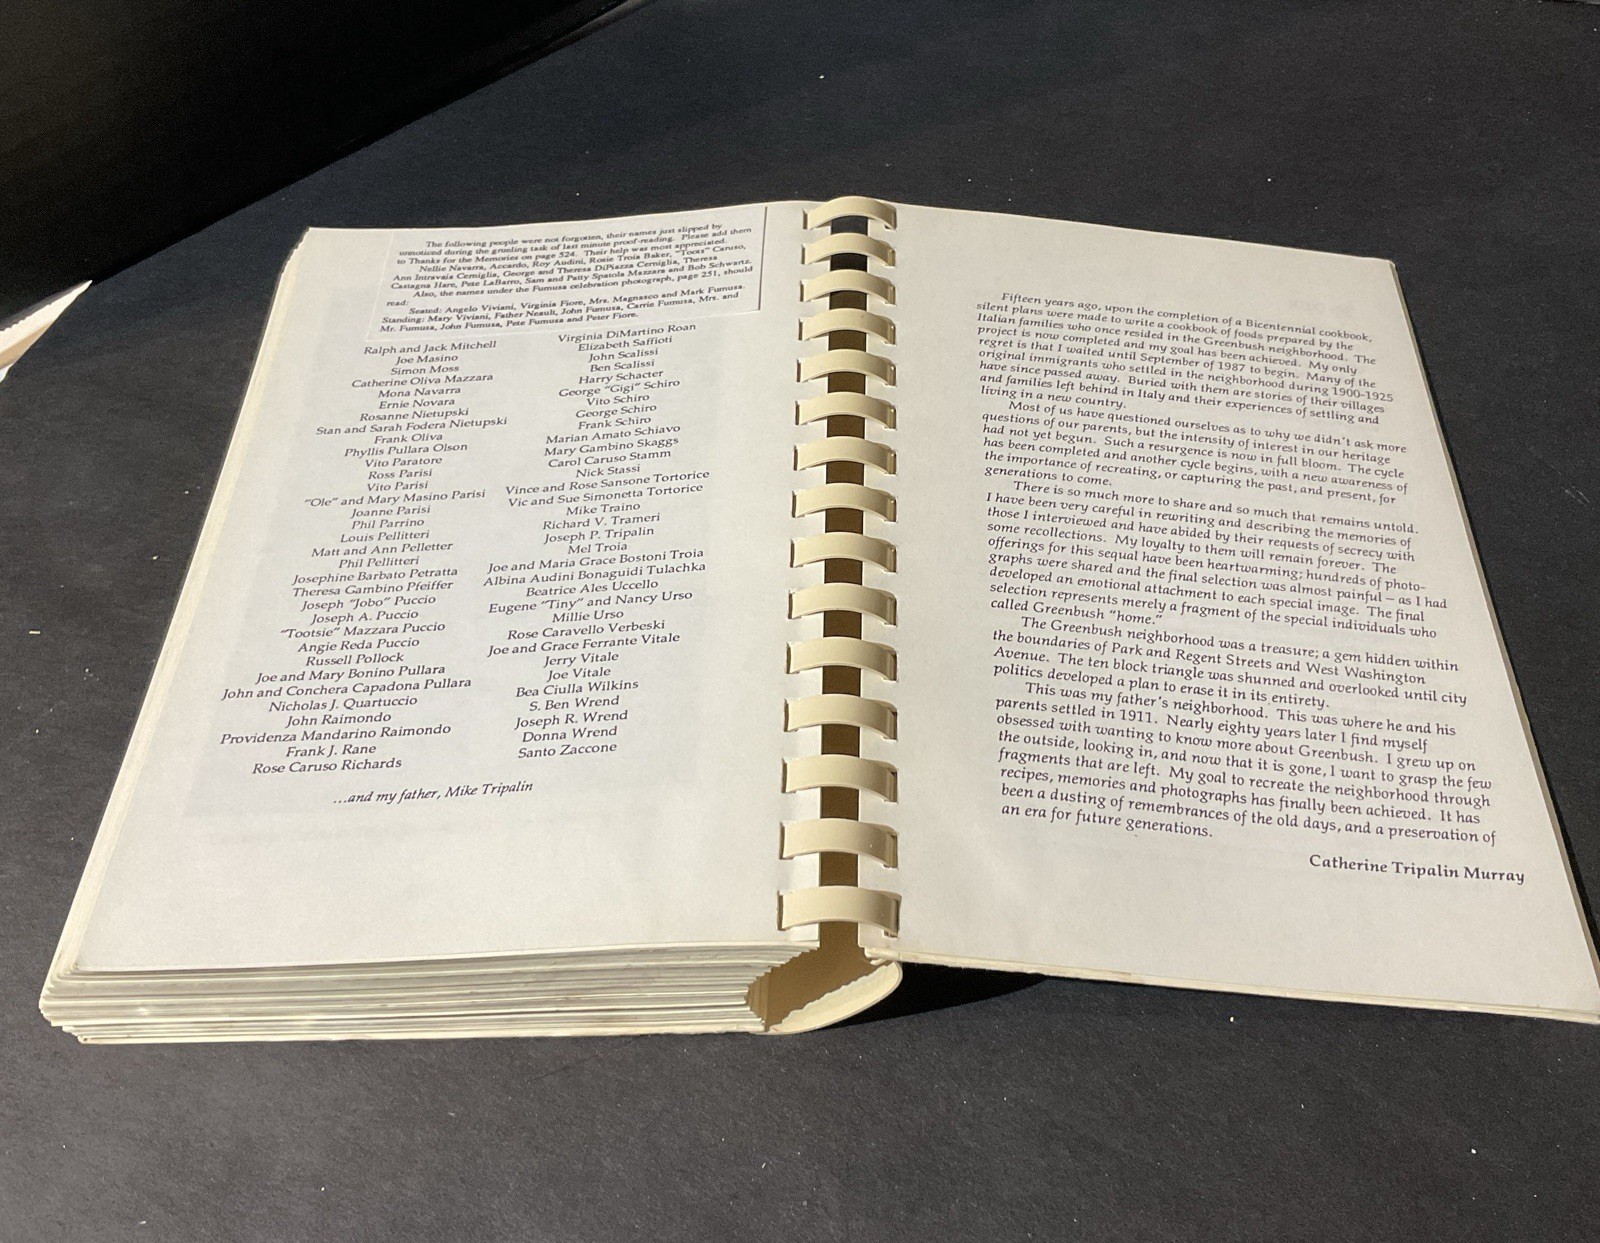 The following people were not forgotten, their names just slipped by
unnoticed during the grueling task of last minute proof-reading. Please add them
to Thanks for the Memories on page 524. Their help was most appreciated.
Nellie Navarra, Accardo, Roy Audini, Rosie Troia Baker, "Toots" Caruso,
Ann Intravaia Cerniglia, George and Theresa DiPiazza Cerniglia, Theresa
Castagna Hare, Pete LaBarro, Sam and Patty Spatola Mazzara and Bob Schwartz.
Also, the names under the Fumusa celebration photograph, page 251, should
read:
Seated: Angelo Viviani, Virginia Fiore, Mrs. Magnasco and Mark Fumusa.
Standing: Mary Viviani, Father Neault, John Fumusa, Carrie Fumusa, Mrs. and
Mr. Fumusa, John Fumusa, Pete Fumusa and Peter Fiore.
Ralph and Jack Mitchell
Joe Masino
Simon Moss
Catherine Oliva Mazzara
Mona Navarra
Ernie Novara
Rosanne Nietupski
Stan and Sarah Fodera Nietupski
Frank Oliva
Phyllis Pullara Olson
Vito Paratore
Ross Parisi
Vito Parisi
"Ole" and Mary Masino Parisi
Joanne Parisi
Phil Parrino
Louis Pellitteri
Matt and Ann Pelletter
Phil Pellitteri
Josephine Barbato Petratta
Theresa Gambino Pfeiffer
Joseph "Jobo" Puccio
Joseph A. Puccio
"Tootsie" Mazzara Puccio
Angie Reda Puccio
Russell Pollock
Joe and Mary Bonino Pullara
John and Conchera Capadona Pullara
Nicholas J. Quartuccio
John Raimondo
Providenza Mandarino Raimondo
Frank J. Rane
Rose Caruso Richards
Virginia DiMartino Roan
Elizabeth Saffioti
John Scalissi
Ben Scalissi
Harry Schacter
George "Gigi" Schiro
Vito Schiro
George Schiro
Frank Schiro
Marian Amato Schiavo
Mary Gambino Skaggs
Carol Caruso Stamm
Nick Stassi
Vince and Rose Sansone Tortorice
Vic and Sue Simonetta Tortorice
Mike Traino
Richard V. Trameri
Joseph P. Tripalin
Mel Troia
Joe and Maria Grace Bostoni Troia
Albina Audini Bonaguidi Tulachka
Beatrice Ales Uccello
Eugene "Tiny" and Nancy Urso
Millie Urso
Rose Caravello Verbeski
Joe and Grace Ferrante Vitale
Jerry Vitale
Joe Vitale
Bea Ciulla Wilkins
S. Ben Wrend
Joseph R. Wrend
Donna Wrend
Santo Zaccone
...and my father, Mike Tripalin
Fifteen years ago, upon the completion of a Bicentennial cookbook,
silent plans were made to write a cookbook of foods prepared by the
Italian families who once resided in the Greenbush neighborhood. The
project is now completed and my goal has been achieved. My only
regret is that I waited until September of 1987 to begin. Many of the
original immigrants who settled in the neighborhood during 1900-1925
have since passed away. Buried with them are stories of their villages
and families left behind in Italy and their experiences of settling and
living in a new country.
Most of us have questioned ourselves as to why we didn't ask more
questions of our parents, but the intensity of interest in our heritage
had not yet begun. Such a resurgence is now in full bloom. The cycle
has been completed and another cycle begins, with a new awareness of
the importance of recreating, or capturing the past, and present, for
generations to come.
There is so much more to share and so much that remains untold.
I have been very careful in rewriting and describing the memories of
those I interviewed and have abided by their requests of secrecy with
some recollections. My loyalty to them will remain forever. The
offerings for this sequal have been heartwarming; hundreds of photo-
graphs were shared and the final selection was almost painful — as I had
developed an emotional attachment to each special image. The final
selection represents merely a fragment of the special individuals who
called Greenbush "home."
The Greenbush neighborhood was a treasure; a gem hidden within
the boundaries of Park and Regent Streets and West Washington
Avenue. The ten block triangle was shunned and overlooked until city
politics developed a plan to erase it in its entirety.
This was my father's neighborhood. This was where he and his
parents settled in 1911. Nearly eighty years later I find myself
obsessed with wanting to know more about Greenbush. I grew up on
the outside, looking in, and now that it is gone, I want to grasp the few
fragments that are left. My goal to recreate the neighborhood through
recipes, memories and photographs has finally been achieved. It has
been a dusting of remembrances of the old days, and a preservation of
an era for future generations.
Catherine Tripalin Murray